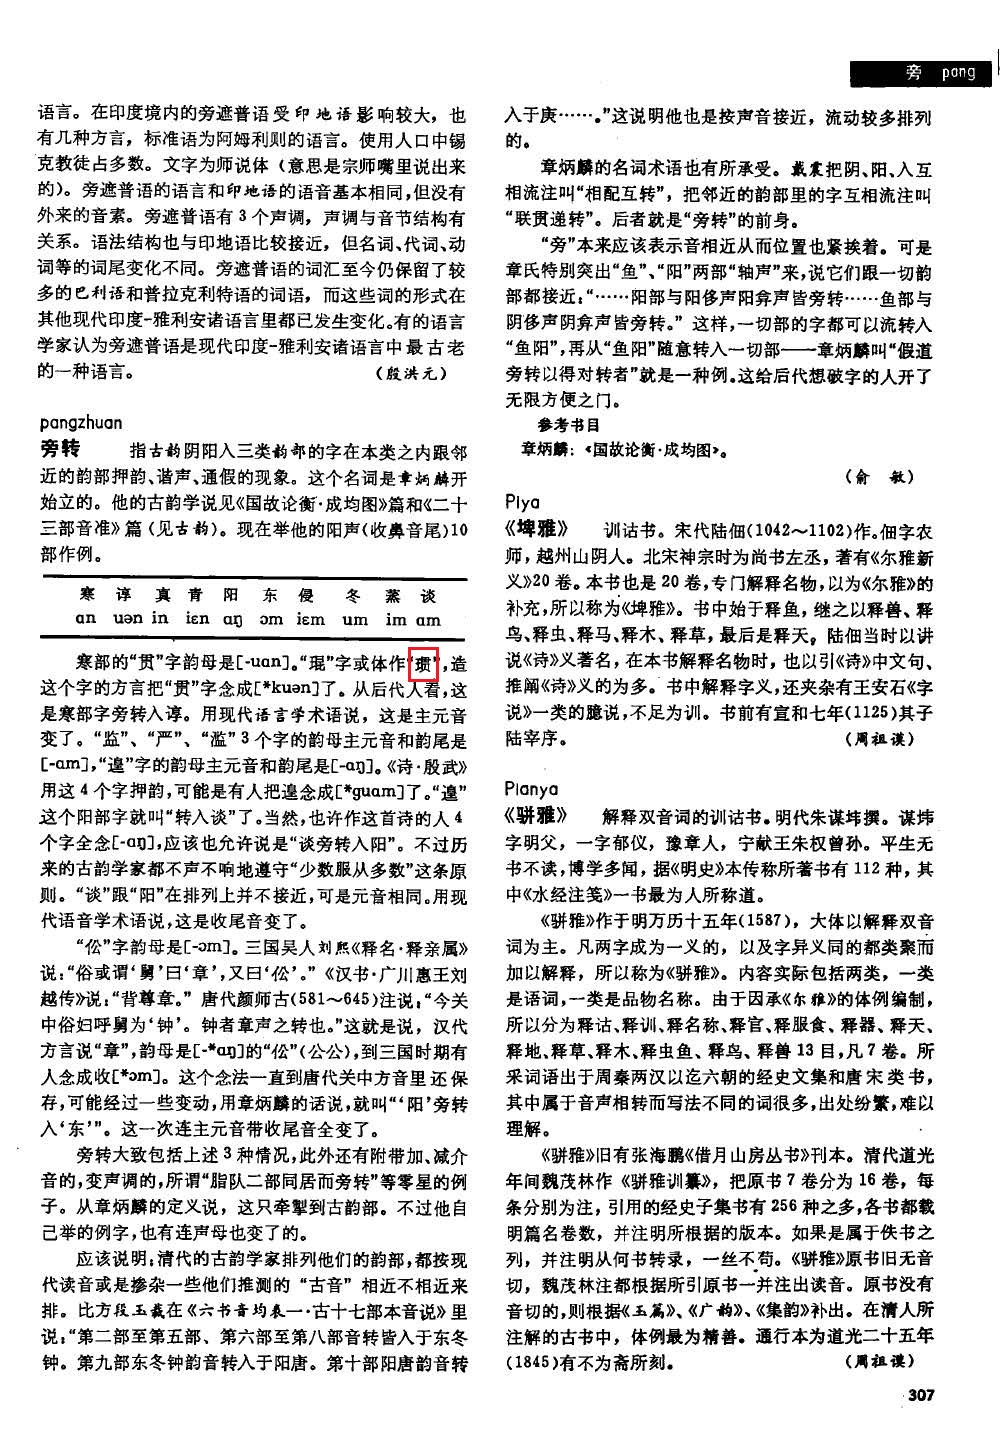 旁 pang
语言。在印度境内的旁遮普语受印地语影响较大，也
有几种方言，标准语为阿姆利则的语言。使用人口中锡
克教徒占多数。文字为师说体（意思是宗师嘴里说出来
的）。旁遮普语的语言和印地语的语音基本相同，但没有
外来的音素。旁遮普语有3个声调，声调与音节结构有
关系。语法结构也与印地语比较接近，但名词、代词、动
词等的词尾变化不同。旁遮普语的词汇至今仍保留了较
多的巴利语和普拉克利特语的词语，而这些词的形式在
其他现代印度-雅利安诸语言里都已发生变化。有的语言
学家认为旁遮普语是现代印度-雅利安诸语言中最古老
的一种语言。 （殷洪元）
pangzhuan
旁转 指古韵阴阳入三类韵部的字在本类之内跟邻
近的韵部押韵、谐声、通假的现象。这个名词是章炳麟开
始立的。他的古韵学说见《国故论衡·成均图》篇和《二十
三部音准》篇（见古韵）。现在举他的阳声（收鼻音尾）10
部作例。
寒 谆 真 青 阳 东 侵 冬 蒸 谈
an uən in iɛn aŋ ɔm iɛm um im am
寒部的“贯”字韵母是[-uan]。“琨”字或体作“”，造
这个字的方言把“贯”字念成[*kuən]了。从后代人看，这
是寒部字旁转入谆。用现代语言学术语说，这是主元音
变了。“监”、“严”、“滥”3个字的韵母主元音和韵尾是
[-am]，“遑”字的韵母主元音和韵尾是[-aŋ]。《诗·殷武》
用这4个字押韵，可能是有人把遑念成[*guam]了。“遑”
这个阳部字就叫“转入谈”了。当然，也许作这首诗的人4
个字全念[-aŋ]，应该也允许说是“谈旁转入阳”。不过历
来的古韵学家都不声不响地遵守“少数服从多数”这条原
则。“谈”跟“阳”在排列上并不接近，可是元音相同。用现
代语音学术语说，这是收尾音变了。
“伀”字韵母是[-ɔm]。三国吴人刘熙《释名·释亲属》
说：“俗或谓‘舅’曰‘章’，又曰‘伀’。”《汉书·广川惠王刘
越传》说：“背尊章。”唐代颜师古(581～645)注说：“今关
中俗妇呼舅为‘钟’。钟者章声之转也。”这就是说，汉代
方言说“章”，韵母是[-*aŋ]的“伀”（公公），到三国时期有
人念成收[*ɔm]。这个念法一直到唐代关中方音里还保
存，可能经过一些变动，用章炳麟的话说，就叫“‘阳’旁转
入‘东’”。这一次连主元音带收尾音全变了。
旁转大致包括上述3种情况，此外还有附带加、减介
音的，变声调的，所谓“脂队二部同居而旁转”等零星的例
子。从章炳麟的定义说，这只牵掣到古韵部。不过他自
己举的例字，也有连声母也变了的。
应该说明：清代的古韵学家排列他们的韵部，都按现
代读音或是掺杂一些他们推测的“古音”相近不相近来
排。比方段玉裁在《六书音均表一·古十七部本音说》里
说：“第二部至第五部、第六部至第八部音转皆入于东冬
钟。第九部东冬钟韵音转入于阳唐。第十部阳唐韵音转
入于庚……。”这说明他也是按声音接近，流动较多排列
的。
章炳麟的名词术语也有所承受。戴震把阴、阳、入互
相流注叫“相配互转”，把邻近的韵部里的字互相流注叫
“联贯递转”。后者就是“旁转”的前身。
“旁”本来应该表示音相近从而位置也紧挨着。可是
章氏特别突出“鱼”、“阳”两部“轴声”来，说它们跟一切韵
部都接近：“……阳部与阳侈声阳弇声皆旁转……鱼部与
阴侈声阴弇声皆旁转。”这样，一切部的字都可以流转入
“鱼阳”，再从“鱼阳”随意转入一切部——章炳麟叫“假道
旁转以得对转者”就是一种例。这给后代想破字的人开了
无限方便之门。
参考书目
章炳麟：《国故论衡·成均图》。
（俞 敏）
Piya
《埤雅》 训诂书。宋代陆佃(1042～1102)作。佃字农
师，越州山阴人。北宋神宗时为尚书左丞，著有《尔雅新
义》20卷。本书也是20卷，专门解释名物，以为《尔雅》的
补充，所以称为《埤雅》。书中始于释鱼，继之以释兽、释
鸟、释虫、释马、释木、释草，最后是释天。陆佃当时以讲
说《诗》义著名，在本书解释名物时，也以引《诗》中文句、
推阐《诗》义的为多。书中解释字义，还夹杂有王安石《字
说》一类的臆说，不足为训。书前有宣和七年(1125)其子
陆宰序。 （周祖谟）
Pianya
《骈雅》 解释双音词的训诂书。明代朱谋㙔撰。谋㙔
字明父，一字郁仪，豫章人，宁献王朱权曾孙。平生无
书不读，博学多闻，据《明史》本传称所著书有112种，其
中《水经注笺》一书最为人所称道。
《骈雅》作于明万历十五年(1587)，大体以解释双音
词为主。凡两字成为一义的，以及字异义同的都类聚而
加以解释，所以称为《骈雅》。内容实际包括两类，一类
是语词，一类是品物名称。由于因承《尔雅》的体例编制，
所以分为释诂、释训、释名称、释宫、释服食、释器、释天、
释地、释草、释木、释虫鱼、释鸟、释兽13目，凡7卷。所
采词语出于周秦两汉以迄六朝的经史文集和唐宋类书，
其中属于音声相转而写法不同的词很多，出处纷繁，难以
理解。
《骈雅》旧有张海鹏《借月山房丛书》刊本。清代道光
年间魏茂林作《骈雅训纂》，把原书7卷分为16卷，每
条分别为注，引用的经史子集书有256种之多，各书都载
明篇名卷数，并注明所根据的版本。如果是属于佚书之
列，并注明从何书转录，一丝不苟。《骈雅》原书旧无音
切，魏茂林注都根据所引原书一并注出读音。原书没有
音切的，则根据《玉篇》、《广韵》、《集韵》补出。在清人所
注解的古书中，体例最为精善。通行本为道光二十五年
(1845)有不为斋所刻。 （周祖谟）
307